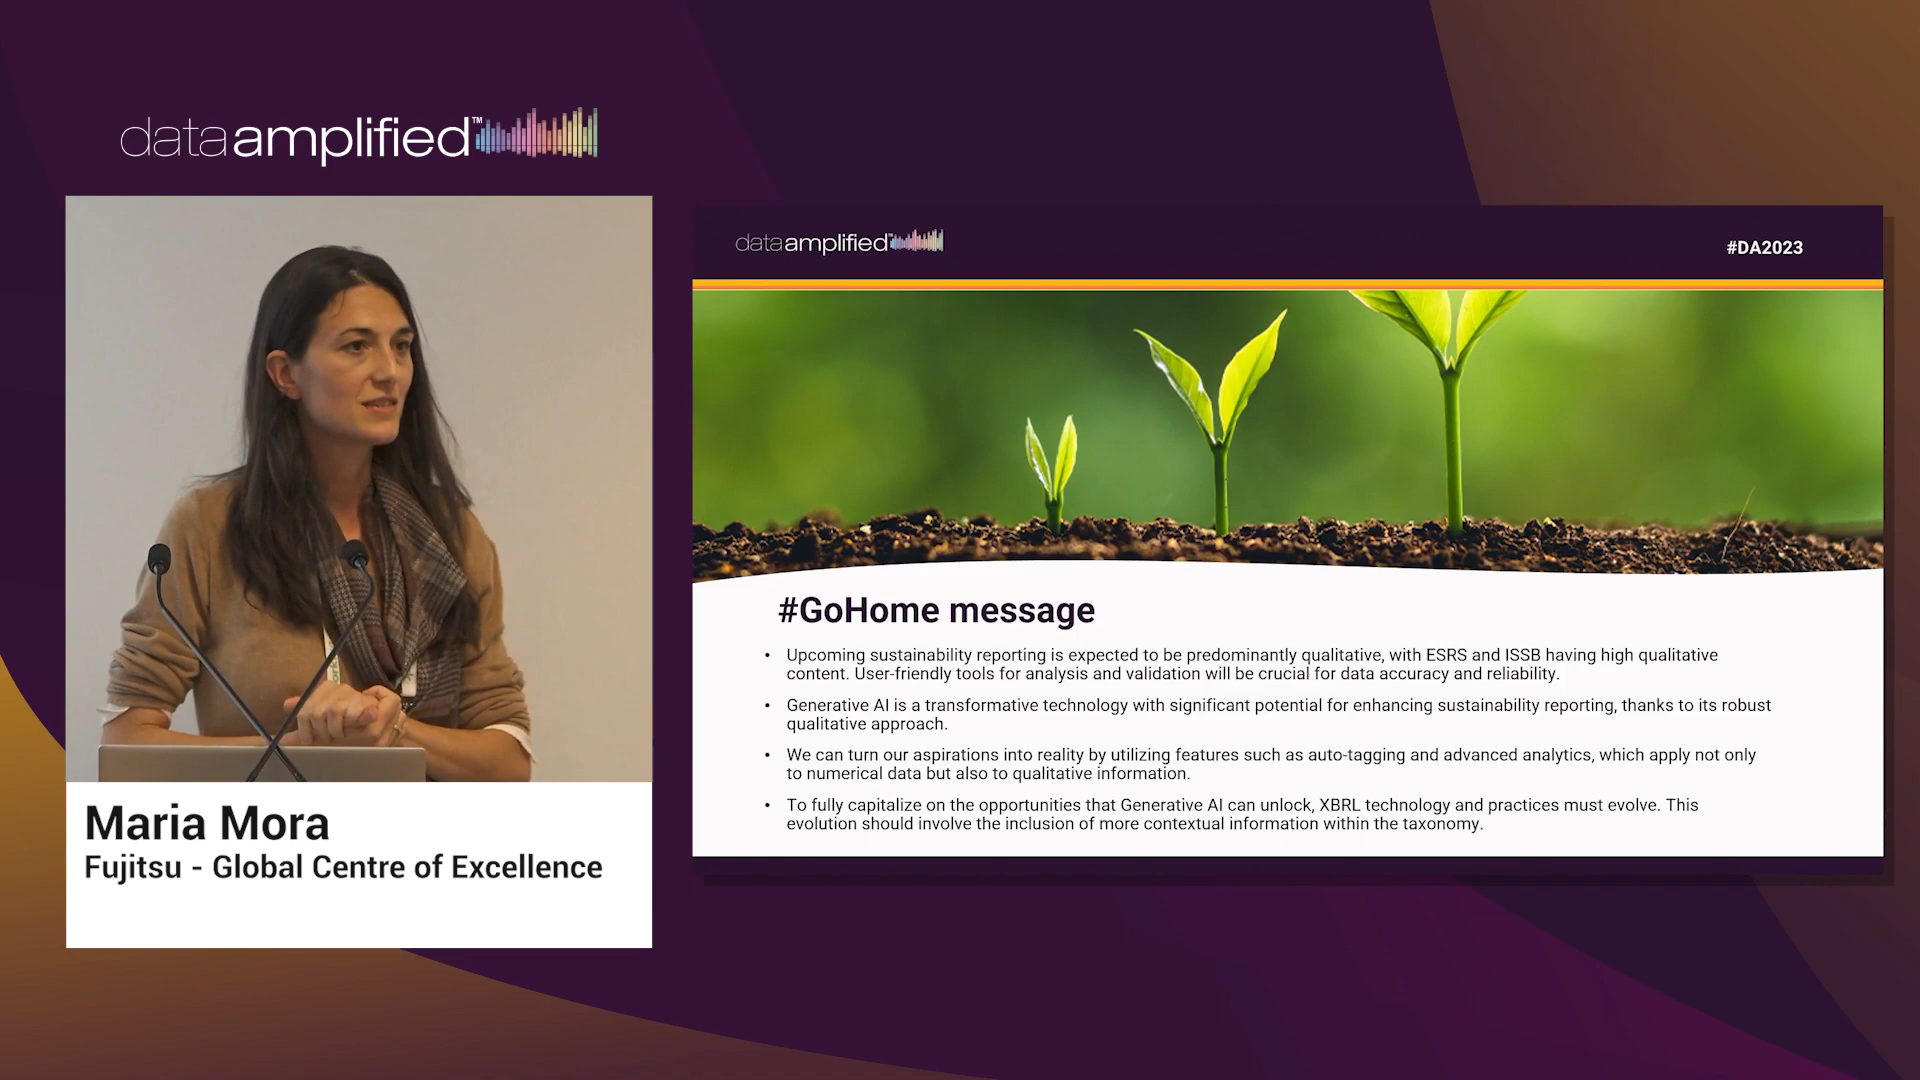 dataamplified™
Maria Mora
Fujitsu - Global Centre of Excellence
dataamplified™
#DA2023
#GoHome message
• Upcoming sustainability reporting is expected to be predominantly qualitative, with ESRS and ISSB having high qualitative
content. User-friendly tools for analysis and validation will be crucial for data accuracy and reliability.
• Generative AI is a transformative technology with significant potential for enhancing sustainability reporting, thanks to its robust
qualitative approach.
• We can turn our aspirations into reality by utilizing features such as auto-tagging and advanced analytics, which apply not only
to numerical data but also to qualitative information.
• To fully capitalize on the opportunities that Generative AI can unlock, XBRL technology and practices must evolve. This
evolution should involve the inclusion of more contextual information within the taxonomy.